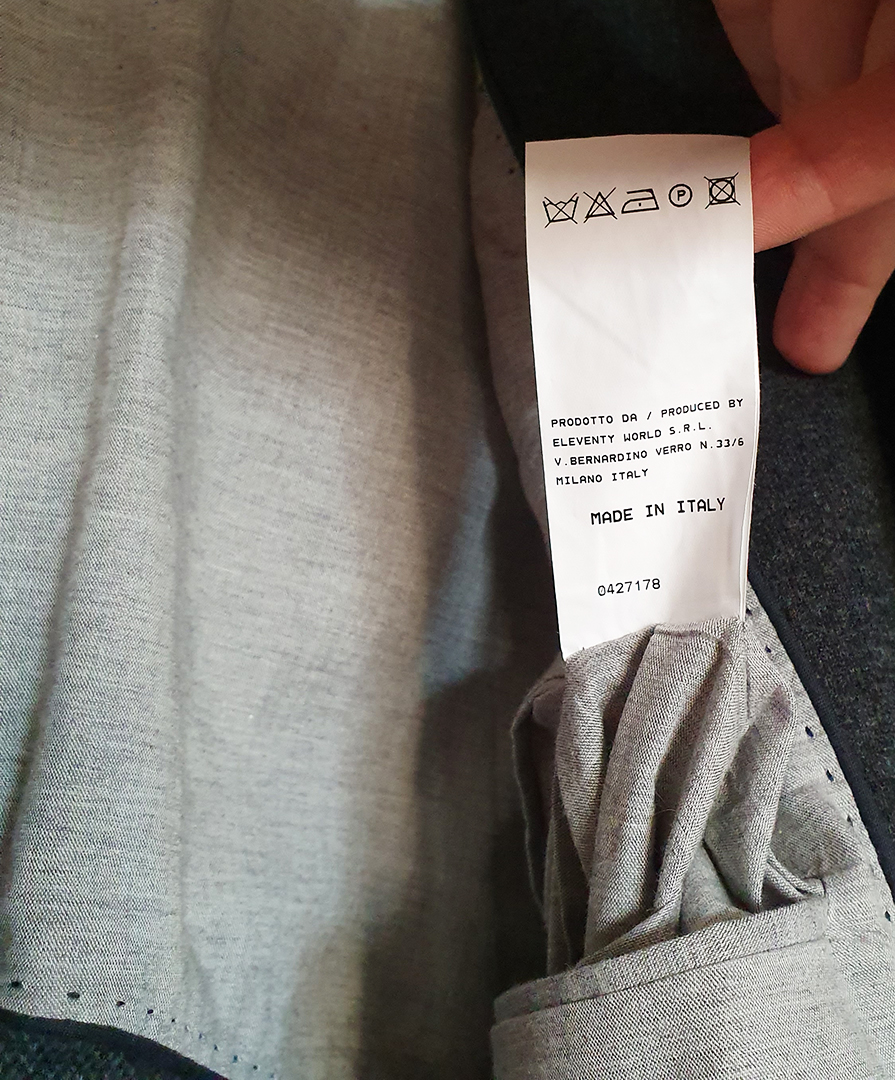 P
PRODOTTO DA / PRODUCED BY
ELEVENTY WORLD S.R.L.
V.BERNARDINO VERRO N.33/6
MILANO ITALY
MADE IN ITALY
0427178